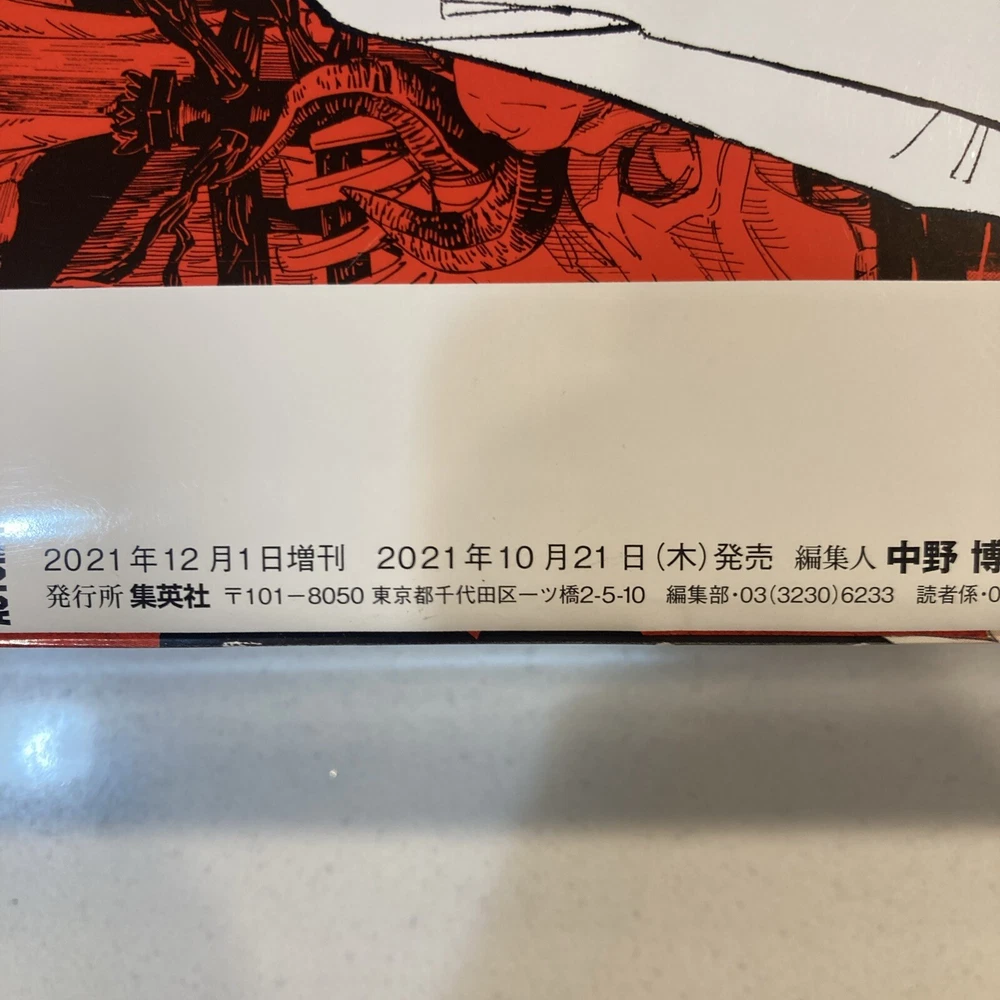 2021年12月1日増刊 2021年10月21日(木)発売 編集人 中野 博
発行所 集英社 〒101-8050 東京都千代田区一ツ橋2-5-10 編集部・03(3230)6233 読者係・0